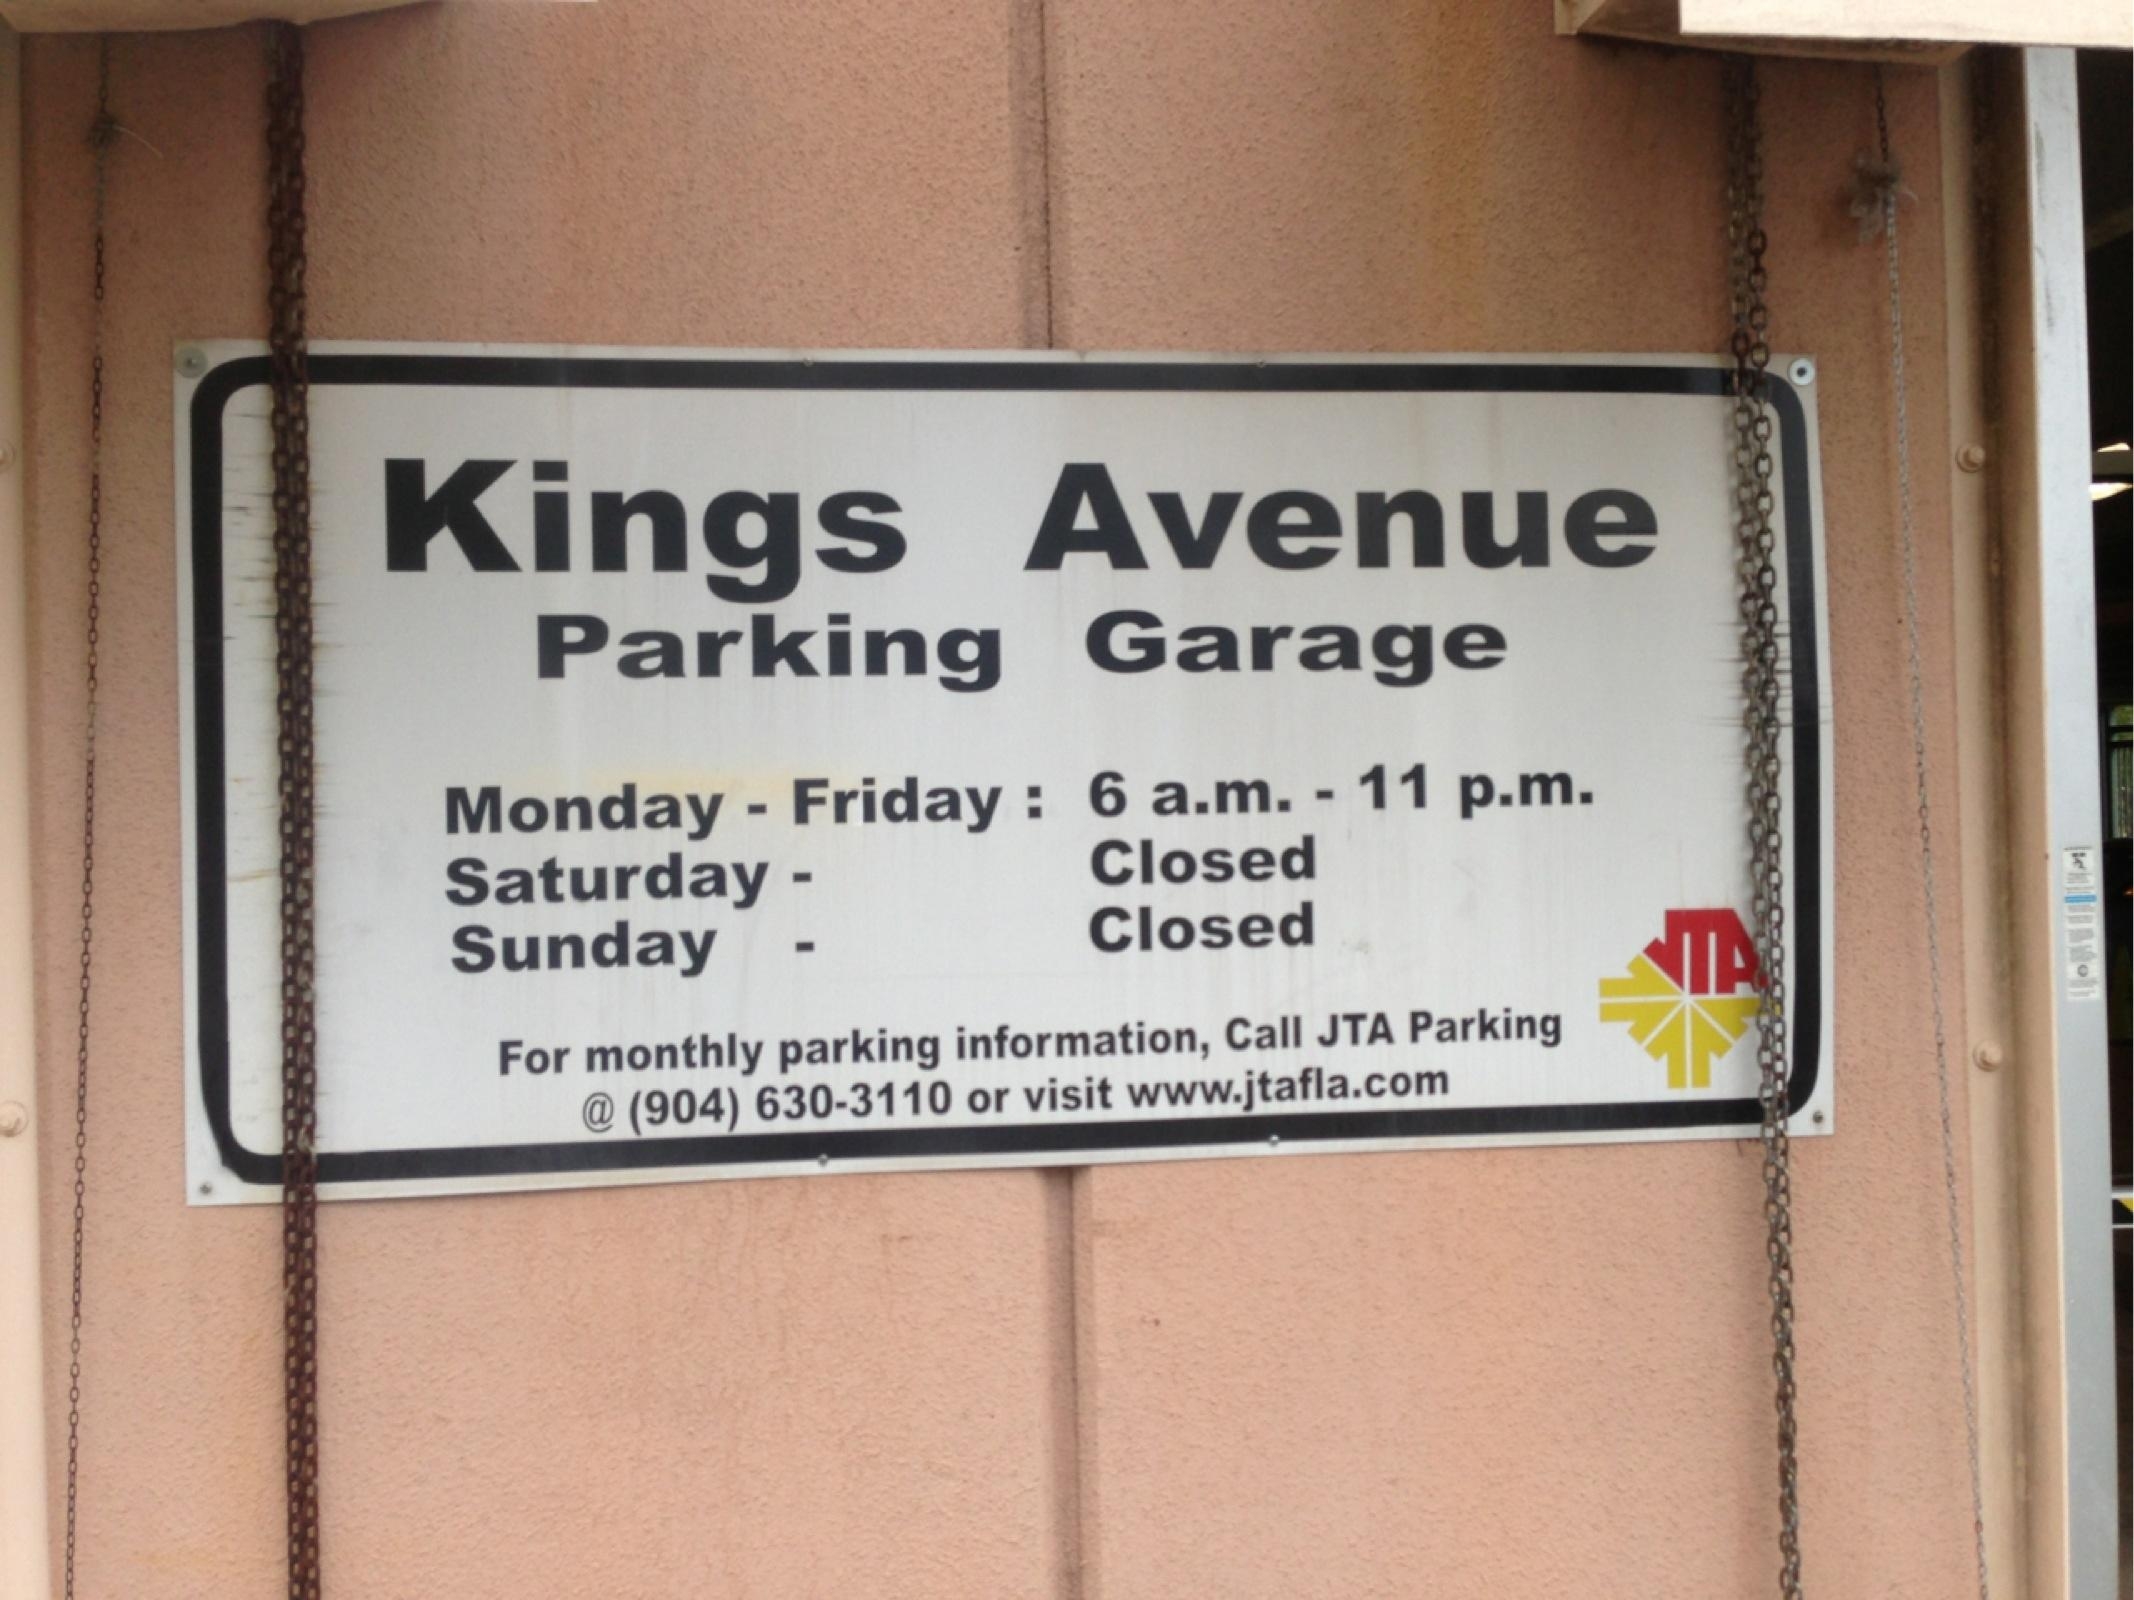 Kings Avenue
Parking Garage
Monday - Friday : 6 a.m. - 11 p.m.
Saturday - Closed
Sunday - Closed
For monthly parking information, Call JTA Parking
@ (904) 630-3110 or visit www.jtafla.com
JTA